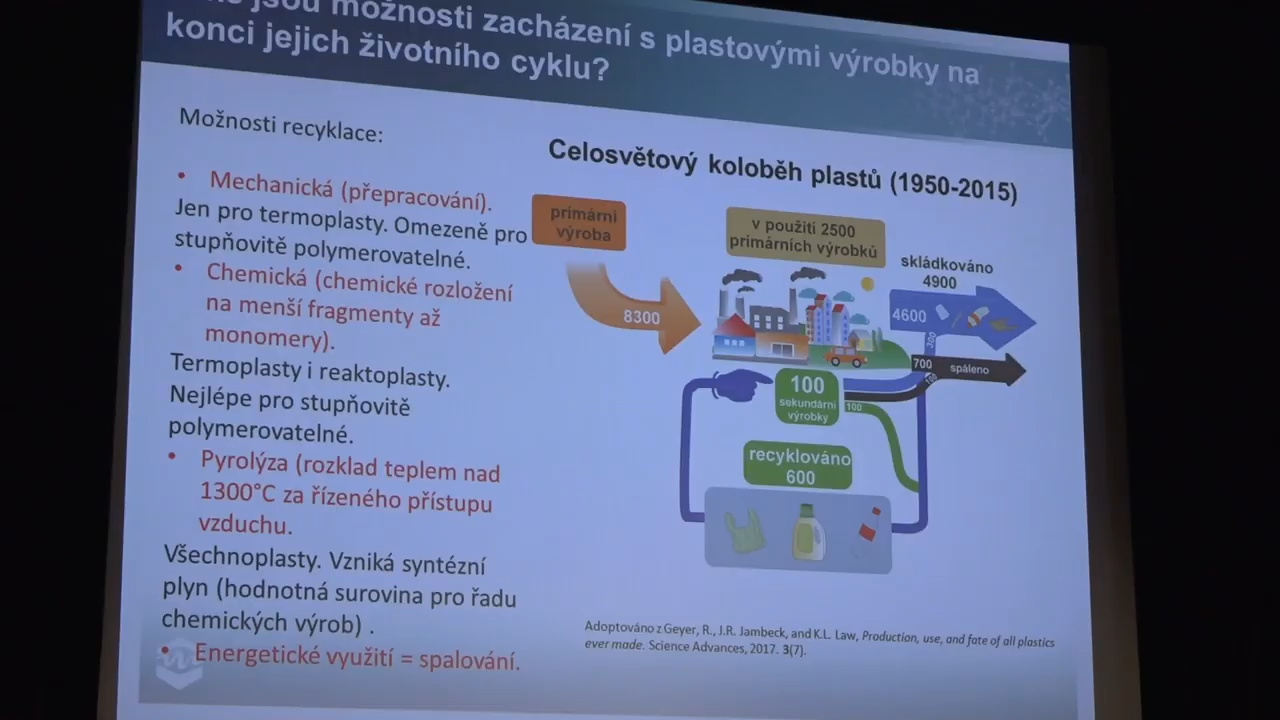 jsou možnosti zacházení s plastovými výrobky na
konci jejich životního cyklu?
Možnosti recyklace:
• Mechanická (přepracování).
Jen pro termoplasty. Omezeně pro
stupňovitě polymerovatelné.
• Chemická (chemické rozložení
na menší fragmenty až
monomery).
Termoplasty i reaktoplasty.
Nejlépe pro stupňovitě
polymerovatelné.
• Pyrolýza (rozklad teplem nad
1300°C za řízeného přístupu
vzduchu.
Všechnoplasty. Vzniká syntézní
plyn (hodnotná surovina pro řadu
chemických výrob) .
• Energetické využití = spalování.
Celosvětový koloběh plastů (1950-2015)
primární
výroba
8300
v použití 2500
primárních výrobků
skládkováno
4900
4600
300
700
spáleno
100
100
sekundární
výrobky
100
recyklováno
600
Adoptováno z Geyer, R., J.R. Jambeck, and K.L. Law, Production, use, and fate of all plastics
ever made. Science Advances, 2017. 3(7).